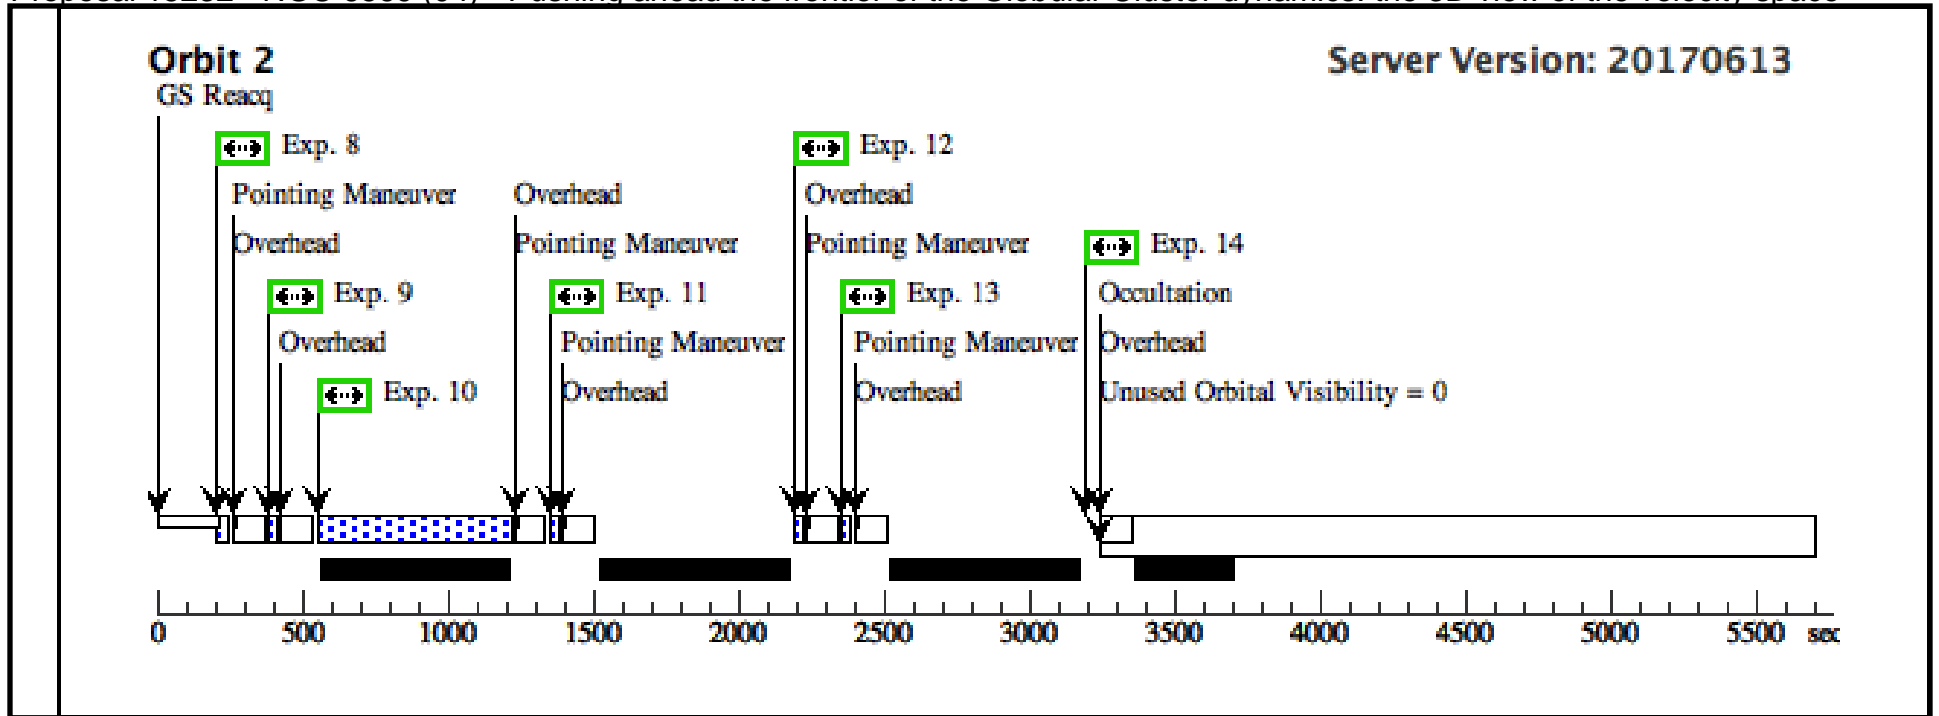 Orbit 2
Server Version: 20170613
GS Reacq
Exp. 8
Exp. 12
Pointing Maneuver
Overhead
Overhead
Overhead
Pointing Maneuver
Pointing Maneuver
Exp. 14
Exp. 9
Exp. 11
Exp. 13
Occultation
Overhead
Pointing Maneuver
Pointing Maneuver
Overhead
Exp. 10
Overhead
Overhead
Unused Orbital Visibility = 0
0 500 1000 1500 2000 2500 3000 3500 4000 4500 5000 5500 sec